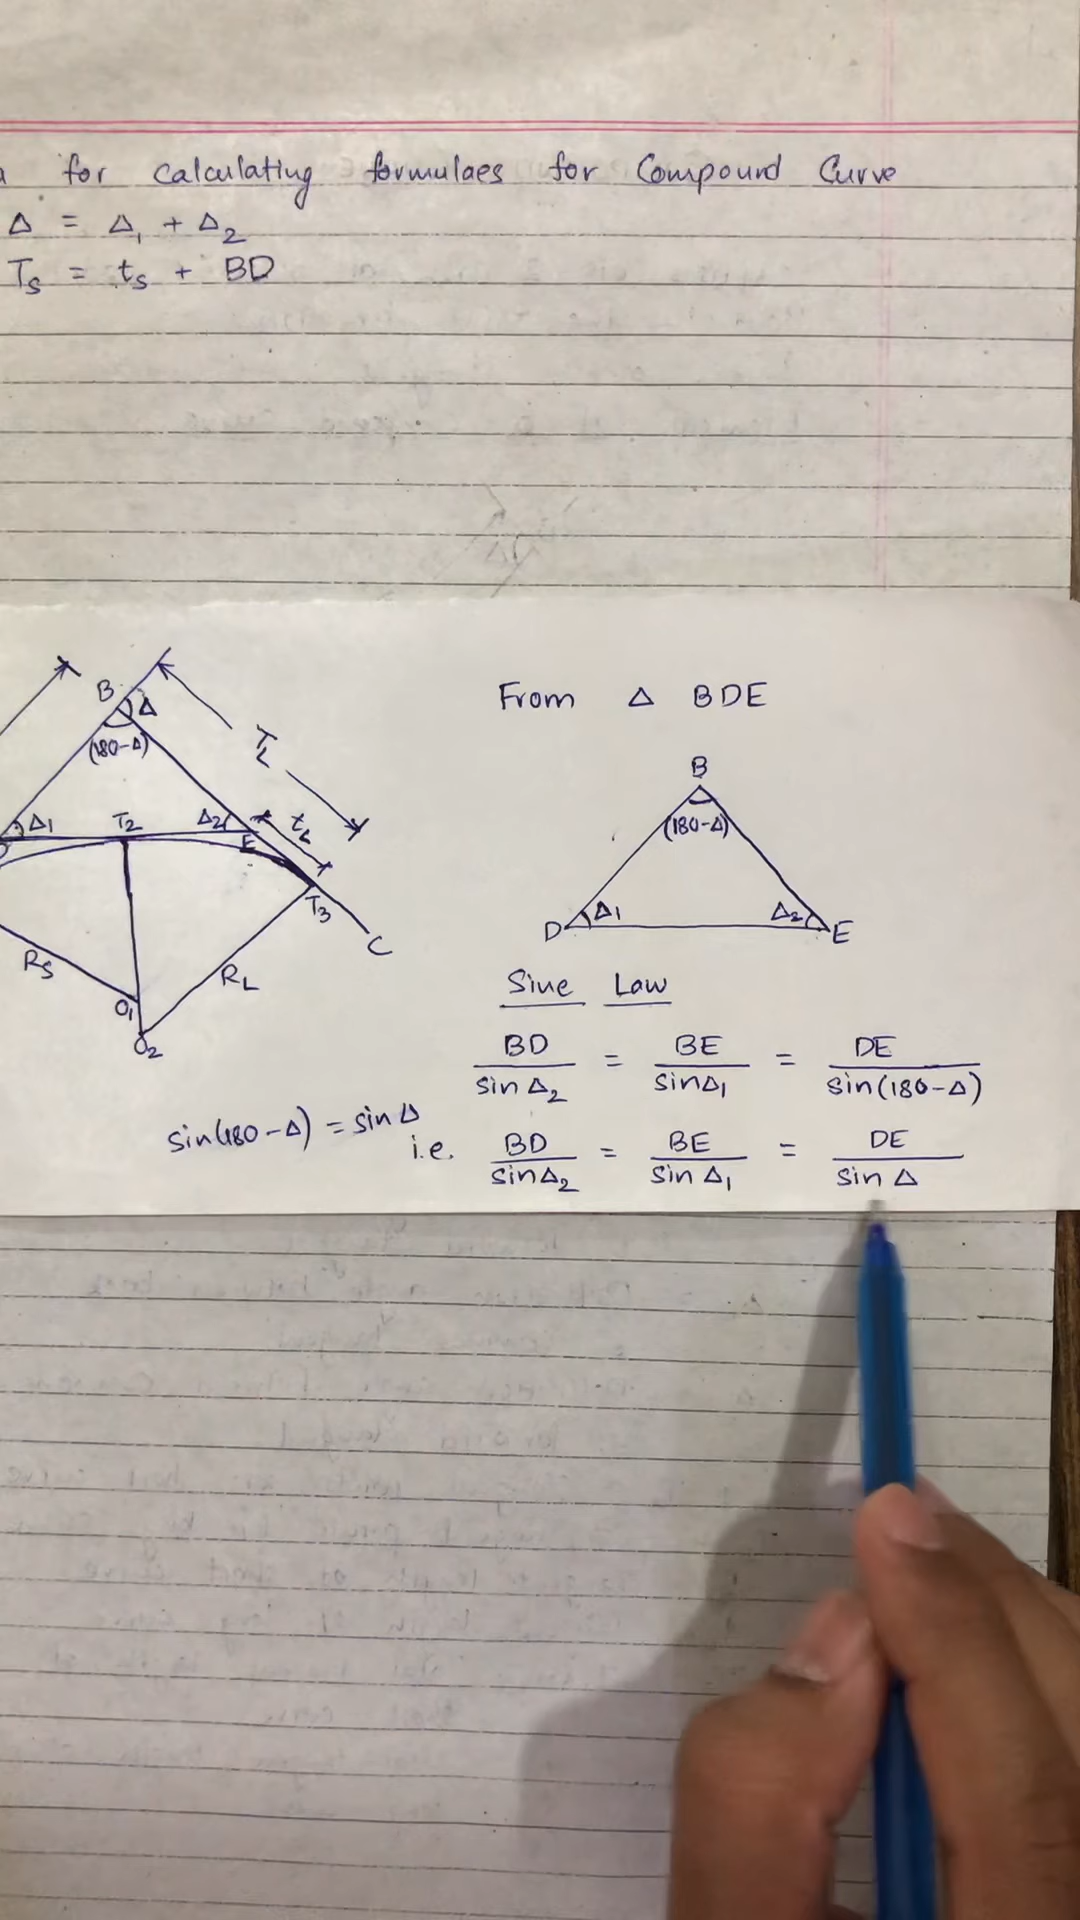 for calculating formulaes for Compound Curve
Δ = Δ₁ + Δ₂
Ts = ts + BD
B
Δ
(180-Δ)
TL
Δ1
T2
Δ2
E
tL
T3
C
RS
RL
O1
O2
From Δ BDE
B
(180-Δ)
D
Δ1
Δ2
E
Sine Law
BD/sin Δ₂ = BE/sin Δ₁ = DE/sin(180-Δ)
sin(180-Δ) = sin Δ
i.e. BD/sin Δ₂ = BE/sin Δ₁ = DE/sin Δ